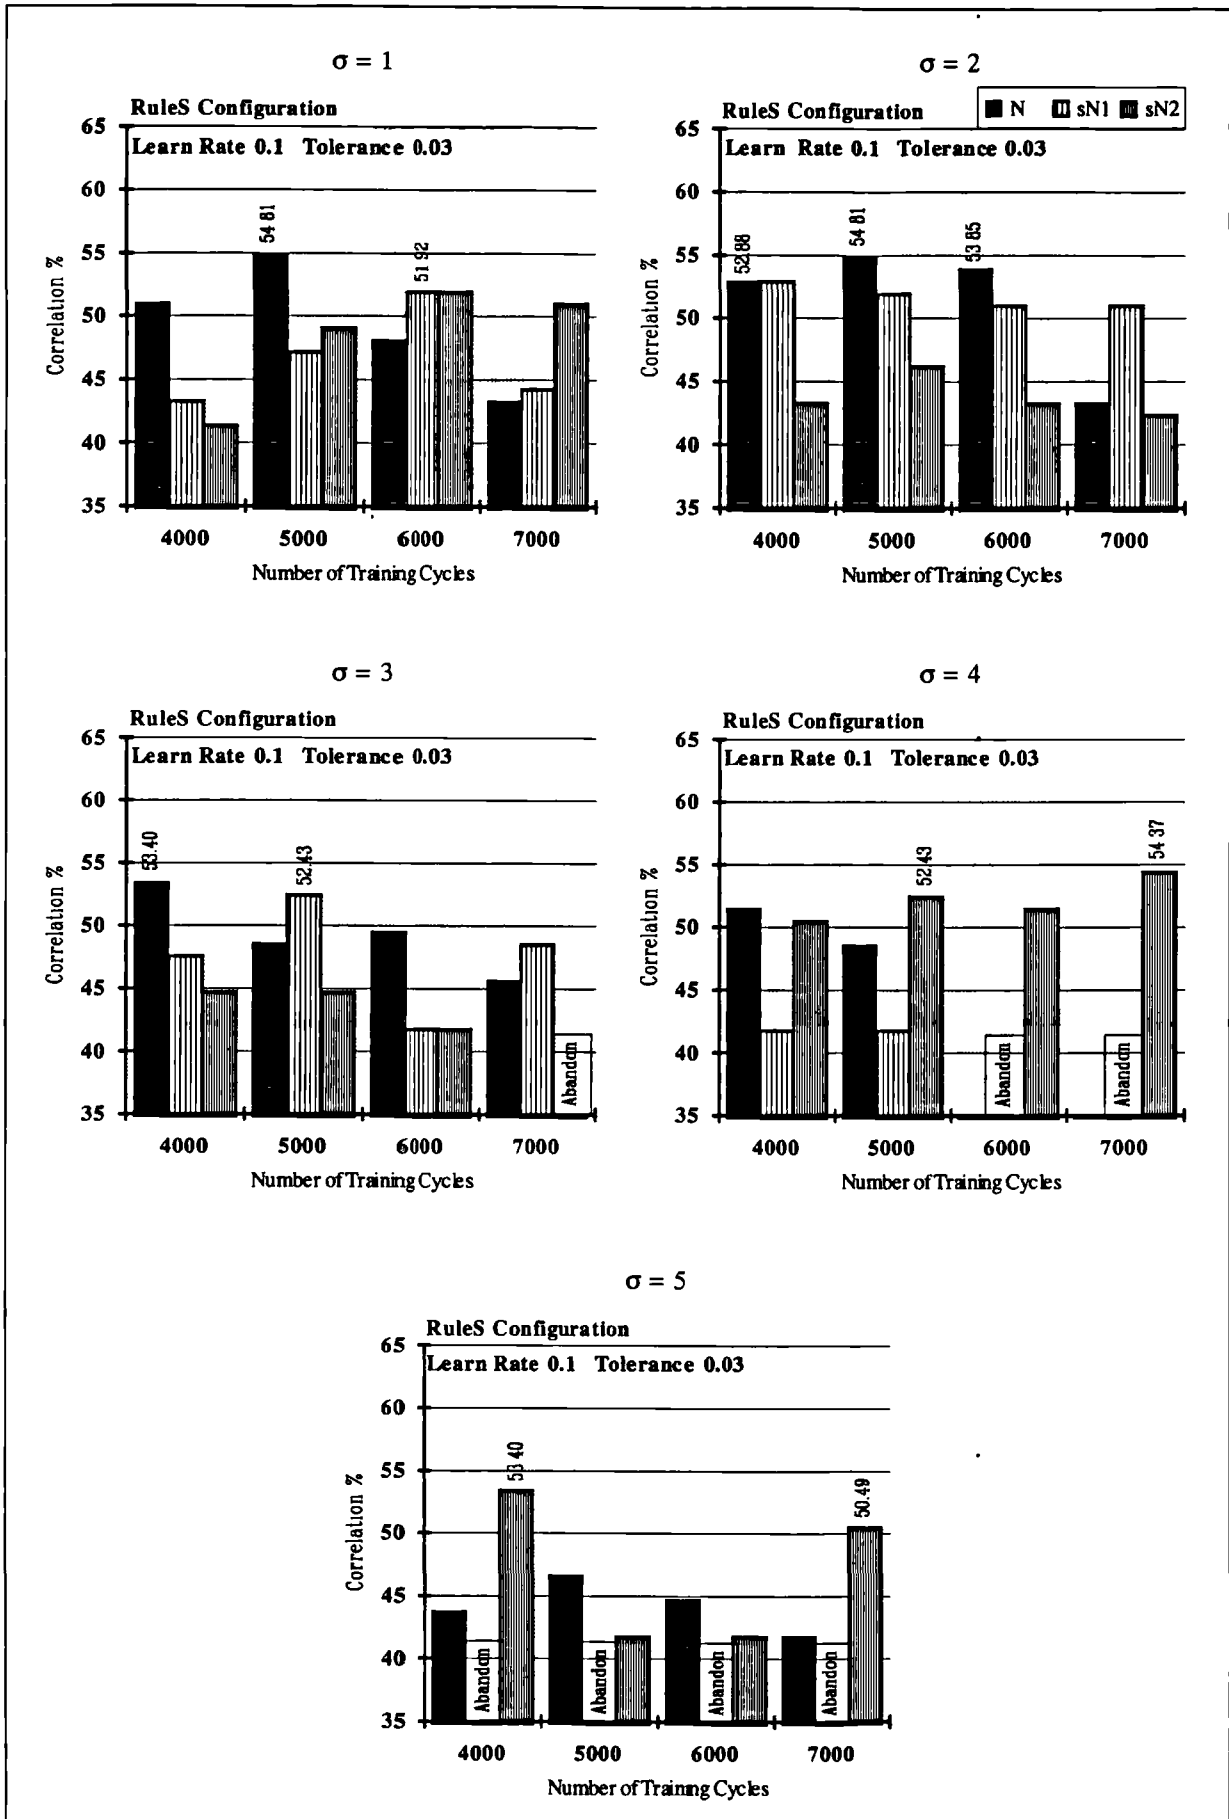 σ = 1
RuleS Configuration
Learn Rate 0.1 Tolerance 0.03
65
60
55
50
45
40
35
Correlation %
54 81
51 92
4000 5000 6000 7000
Number of Training Cycles
σ = 2
N sN1 sN2
RuleS Configuration
Learn Rate 0.1 Tolerance 0.03
65
60
55
50
45
40
35
Correlation %
52.88
54 81
53 85
4000 5000 6000 7000
Number of Training Cycles
σ = 3
RuleS Configuration
Learn Rate 0.1 Tolerance 0.03
65
60
55
50
45
40
35
Correlation %
53.40
52.43
Abandon
4000 5000 6000 7000
Number of Training Cycles
σ = 4
RuleS Configuration
Learn Rate 0.1 Tolerance 0.03
65
60
55
50
45
40
35
Correlation %
52.43
54 37
Abandon
Abandon
4000 5000 6000 7000
Number of Training Cycles
σ = 5
RuleS Configuration
Learn Rate 0.1 Tolerance 0.03
65
60
55
50
45
40
35
Correlation %
53 40
50.49
Abandon
Abandon
Abandon
Abandon
4000 5000 6000 7000
Number of Training Cycles